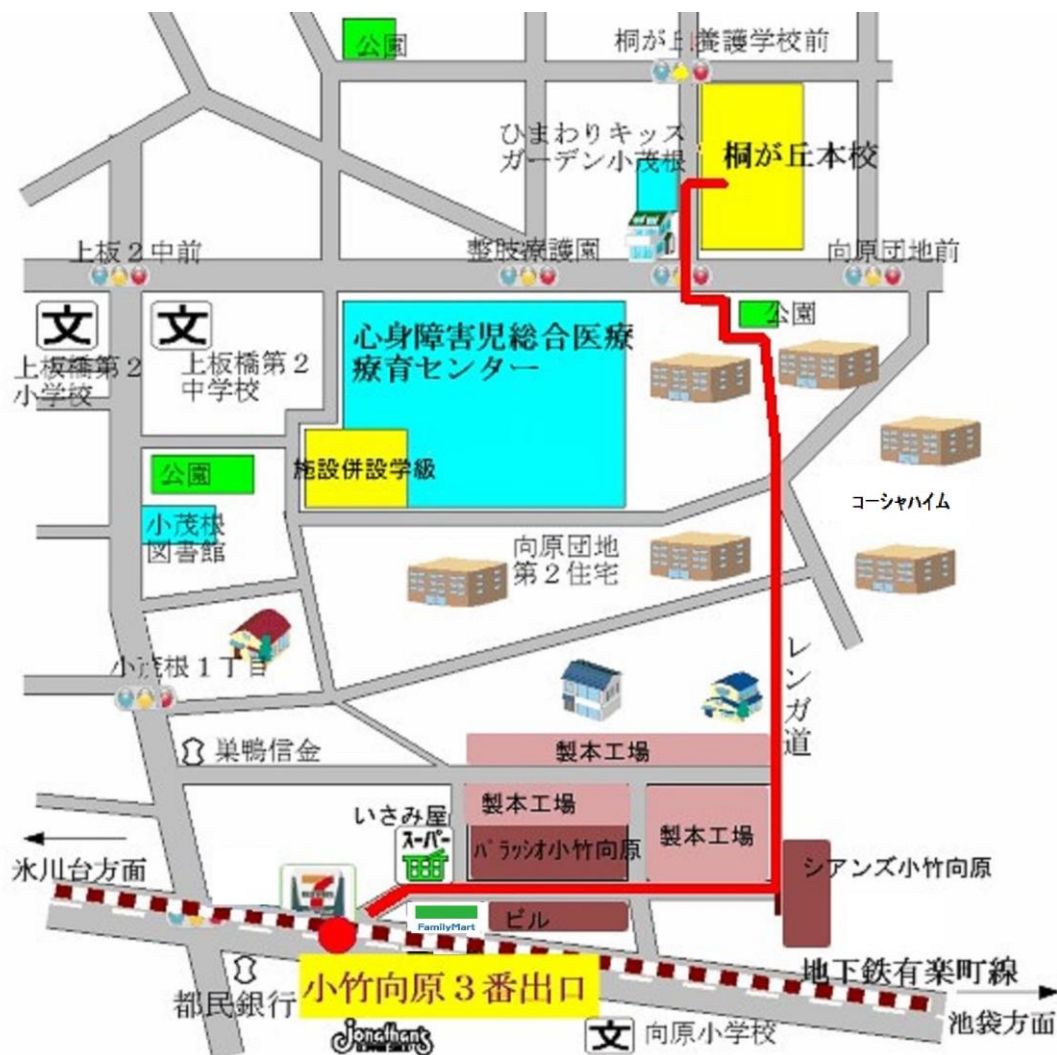 公園
桐が丘養護学校前
ひまわりキッズ
ガーデン小茂根
桐が丘本校
上板2中前
整肢療護園
向原団地前
文
文
公園
上板橋第2
小学校
上板橋第2
中学校
心身障害児総合医療
療育センター
公園
施設併設学級
小茂根
図書館
コーシャハイム
向原団地
第2住宅
小茂根1丁目
レンガ道
巣鴨信金
製本工場
いさみ屋
スーパー
製本工場
パラッシオ小竹向原
製本工場
シアンズ小竹向原
氷川台方面
FamilyMart
ビル
小竹向原3番出口
地下鉄有楽町線
都民銀行
Jonathan's
文
向原小学校
池袋方面